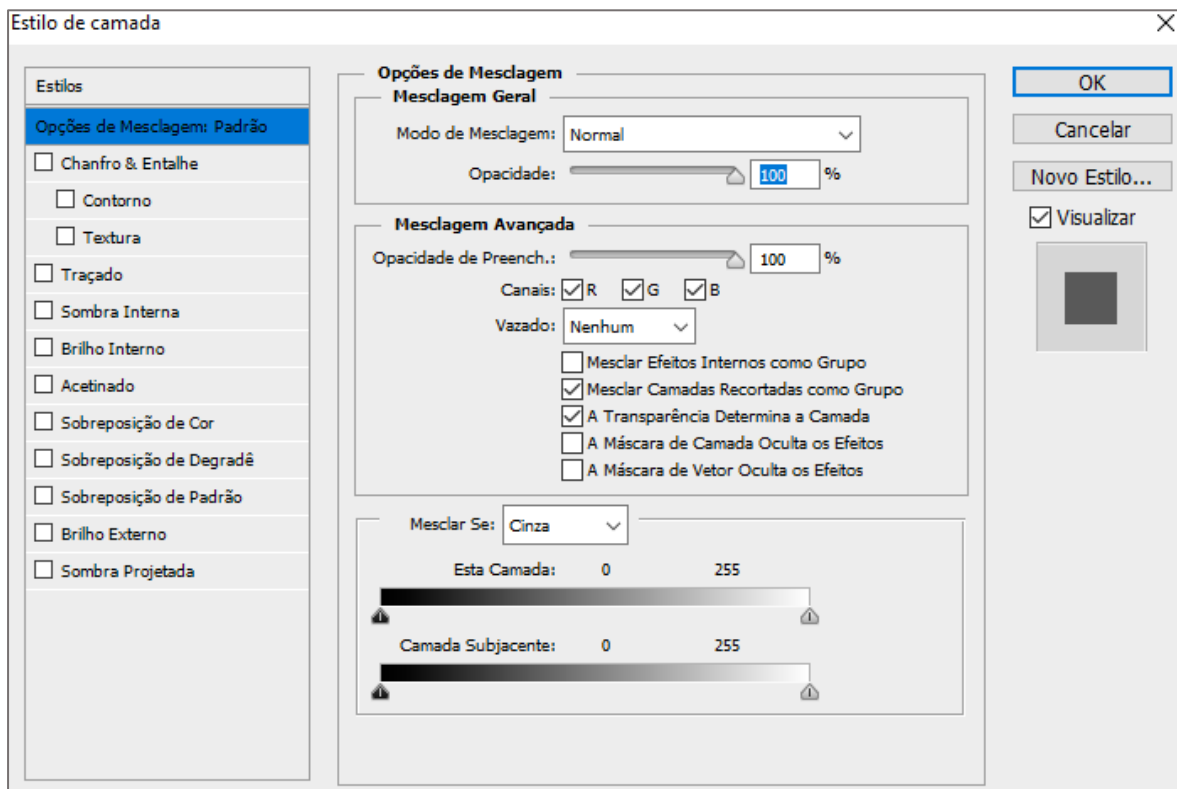 Estilo de camada
Estilos
Opções de Mesclagem: Padrão
Chanfro & Entalhe
Contorno
Textura
Traçado
Sombra Interna
Brilho Interno
Acetinado
Sobreposição de Cor
Sobreposição de Degradê
Sobreposição de Padrão
Brilho Externo
Sombra Projetada
Opções de Mesclagem
Mesclagem Geral
Modo de Mesclagem: Normal
Opacidade: 100 %
Mesclagem Avançada
Opacidade de Preench.: 100 %
Canais: R G B
Vazado: Nenhum
Mesclar Efeitos Internos como Grupo
Mesclar Camadas Recortadas como Grupo
A Transparência Determina a Camada
A Máscara de Camada Oculta os Efeitos
A Máscara de Vetor Oculta os Efeitos
Mesclar Se: Cinza
Esta Camada: 0 255
Camada Subjacente: 0 255
OK
Cancelar
Novo Estilo...
Visualizar